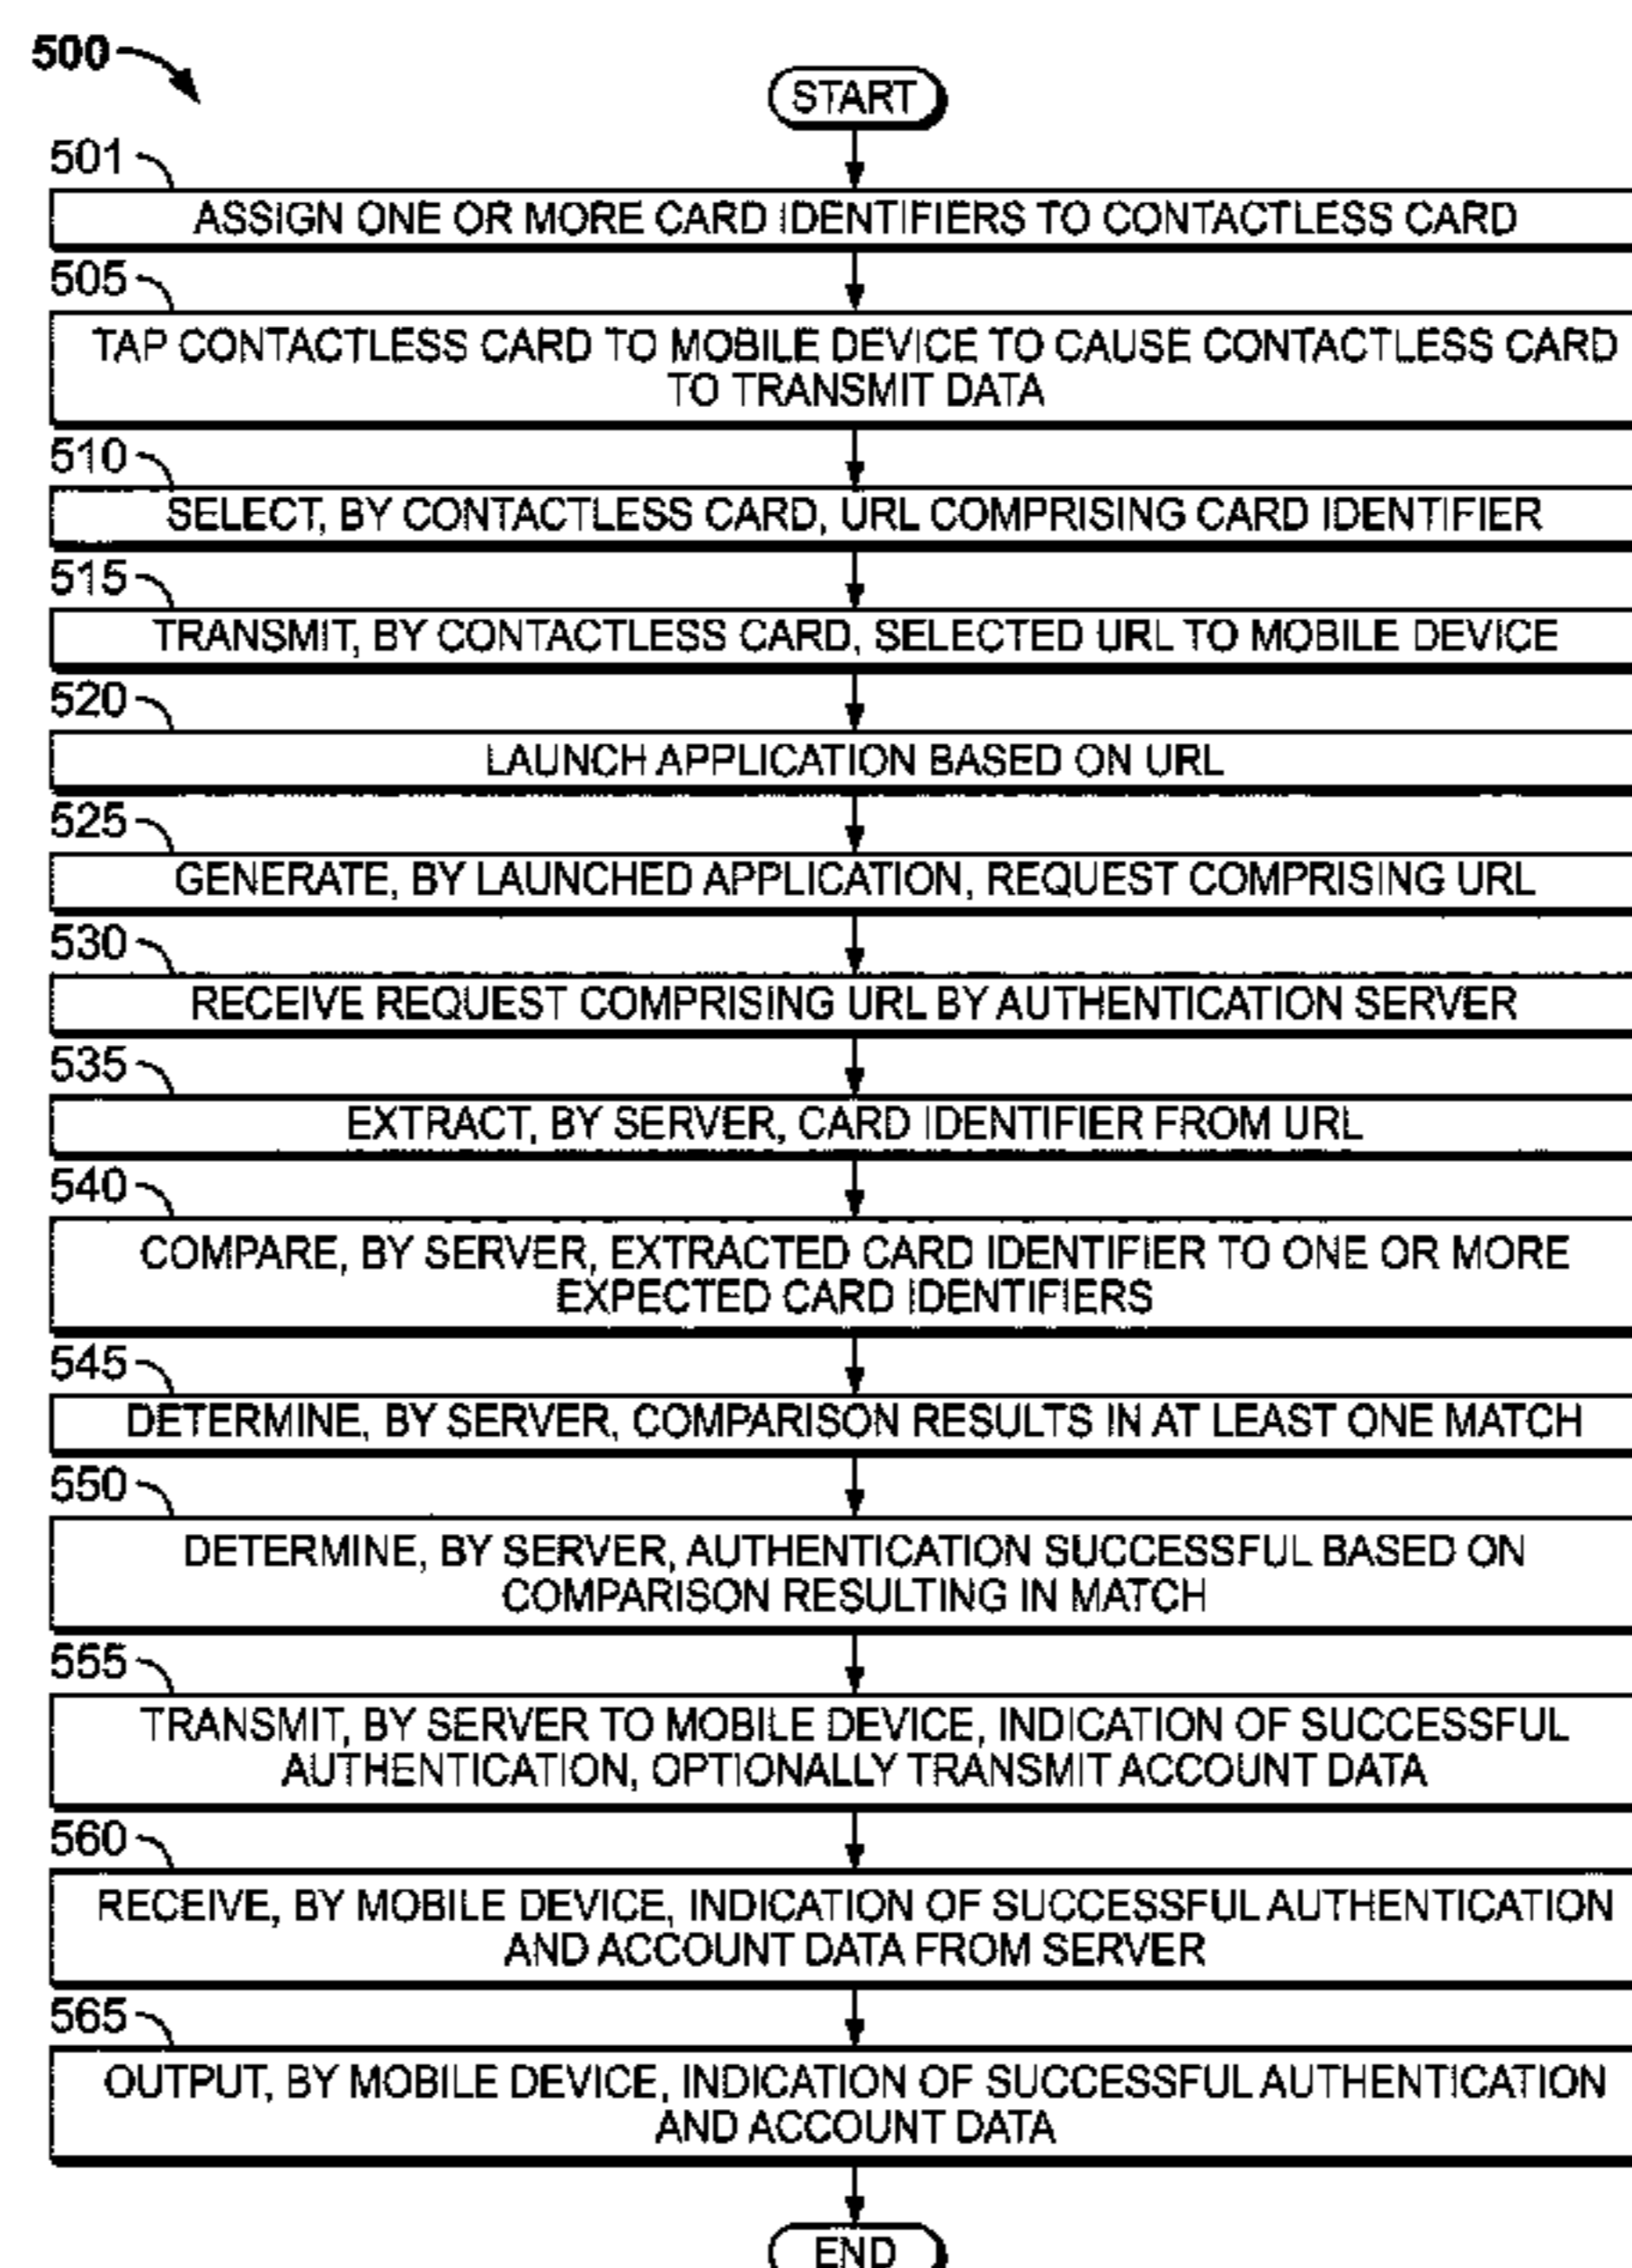 500
START
501
ASSIGN ONE OR MORE CARD IDENTIFIERS TO CONTACTLESS CARD
505
TAP CONTACTLESS CARD TO MOBILE DEVICE TO CAUSE CONTACTLESS CARD
TO TRANSMIT DATA
510
SELECT, BY CONTACTLESS CARD, URL COMPRISING CARD IDENTIFIER
515
TRANSMIT, BY CONTACTLESS CARD, SELECTED URL TO MOBILE DEVICE
520
LAUNCH APPLICATION BASED ON URL
525
GENERATE, BY LAUNCHED APPLICATION, REQUEST COMPRISING URL
530
RECEIVE REQUEST COMPRISING URL BY AUTHENTICATION SERVER
535
EXTRACT, BY SERVER, CARD IDENTIFIER FROM URL
540
COMPARE, BY SERVER, EXTRACTED CARD IDENTIFIER TO ONE OR MORE
EXPECTED CARD IDENTIFIERS
545
DETERMINE, BY SERVER, COMPARISON RESULTS IN AT LEAST ONE MATCH
550
DETERMINE, BY SERVER, AUTHENTICATION SUCCESSFUL BASED ON
COMPARISON RESULTING IN MATCH
555
TRANSMIT, BY SERVER TO MOBILE DEVICE, INDICATION OF SUCCESSFUL
AUTHENTICATION, OPTIONALLY TRANSMIT ACCOUNT DATA
560
RECEIVE, BY MOBILE DEVICE, INDICATION OF SUCCESSFUL AUTHENTICATION
AND ACCOUNT DATA FROM SERVER
565
OUTPUT, BY MOBILE DEVICE, INDICATION OF SUCCESSFUL AUTHENTICATION
AND ACCOUNT DATA
END